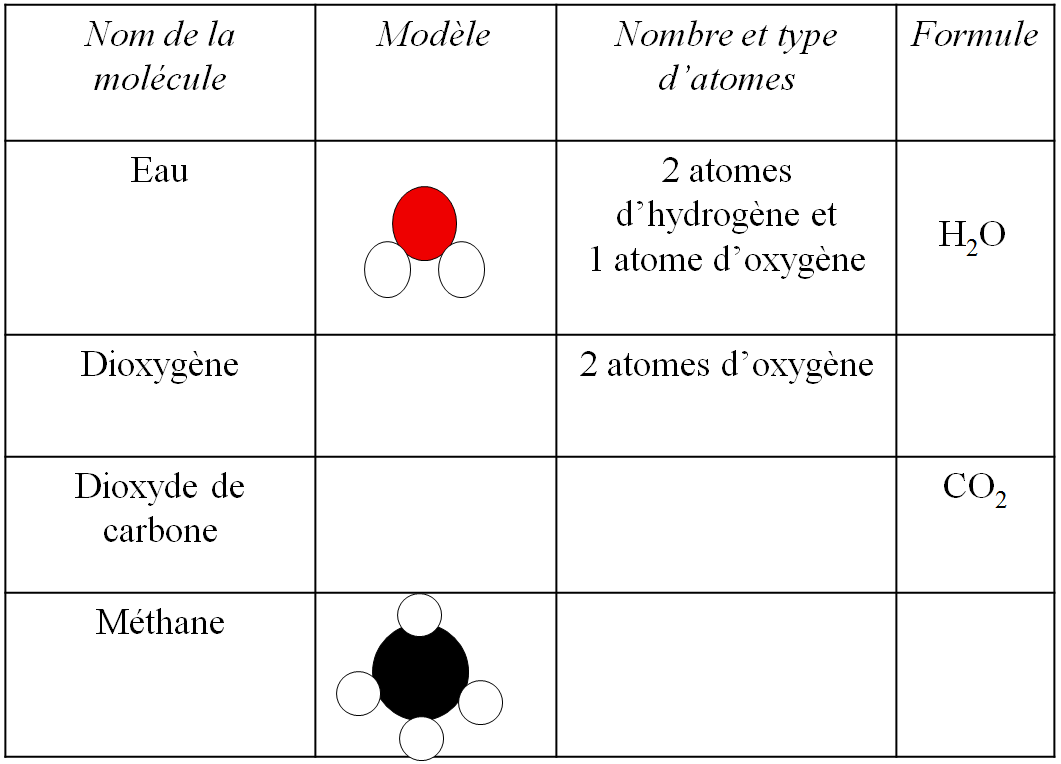 Nom de la
molécule
Modèle
Nombre et type
d’atomes
Formule
Eau
2 atomes
d’hydrogène et
1 atome d’oxygène
H₂O
Dioxygène
2 atomes d’oxygène
Dioxyde de
carbone
CO₂
Méthane